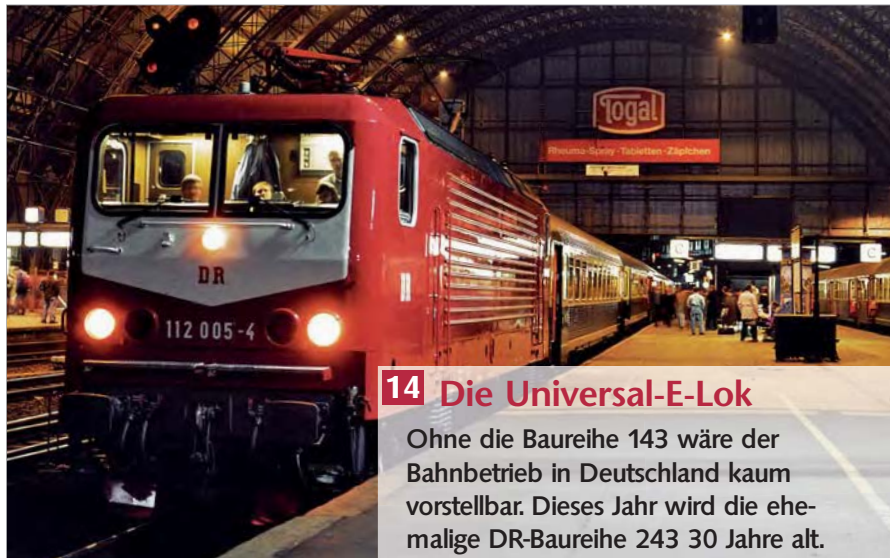 Togal
Rheuma-Spray-Tabletten-Zäpfchen
C
DR
112 005-4
14 Die Universal-E-Lok
Ohne die Baureihe 143 wäre der
Bahnbetrieb in Deutschland kaum
vorstellbar. Dieses Jahr wird die ehe-
malige DR-Baureihe 243 30 Jahre alt.